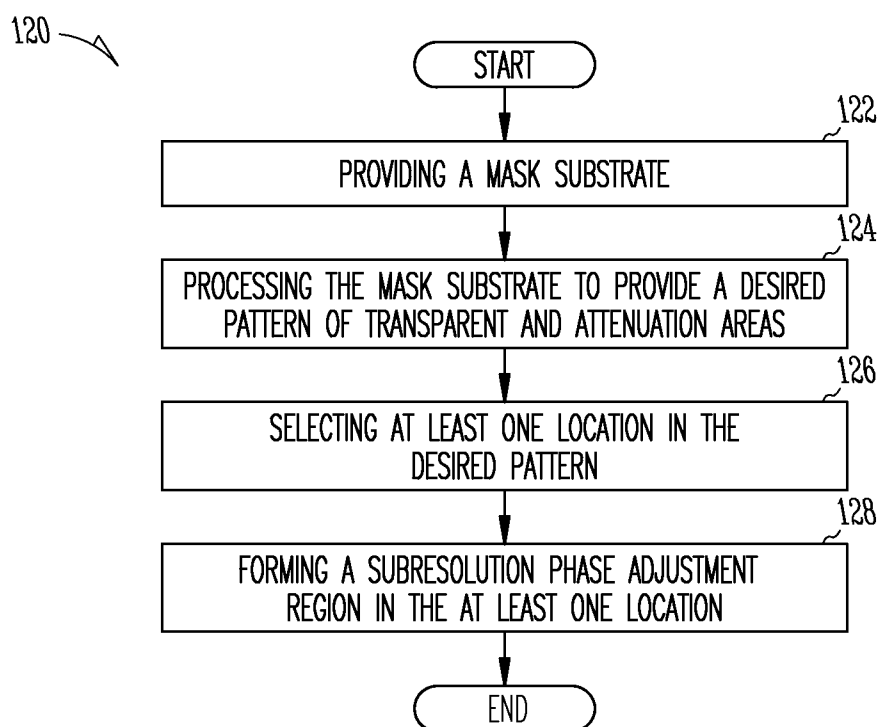 120
START
122
PROVIDING A MASK SUBSTRATE
124
PROCESSING THE MASK SUBSTRATE TO PROVIDE A DESIRED
PATTERN OF TRANSPARENT AND ATTENUATION AREAS
126
SELECTING AT LEAST ONE LOCATION IN THE
DESIRED PATTERN
128
FORMING A SUBRESOLUTION PHASE ADJUSTMENT
REGION IN THE AT LEAST ONE LOCATION
END